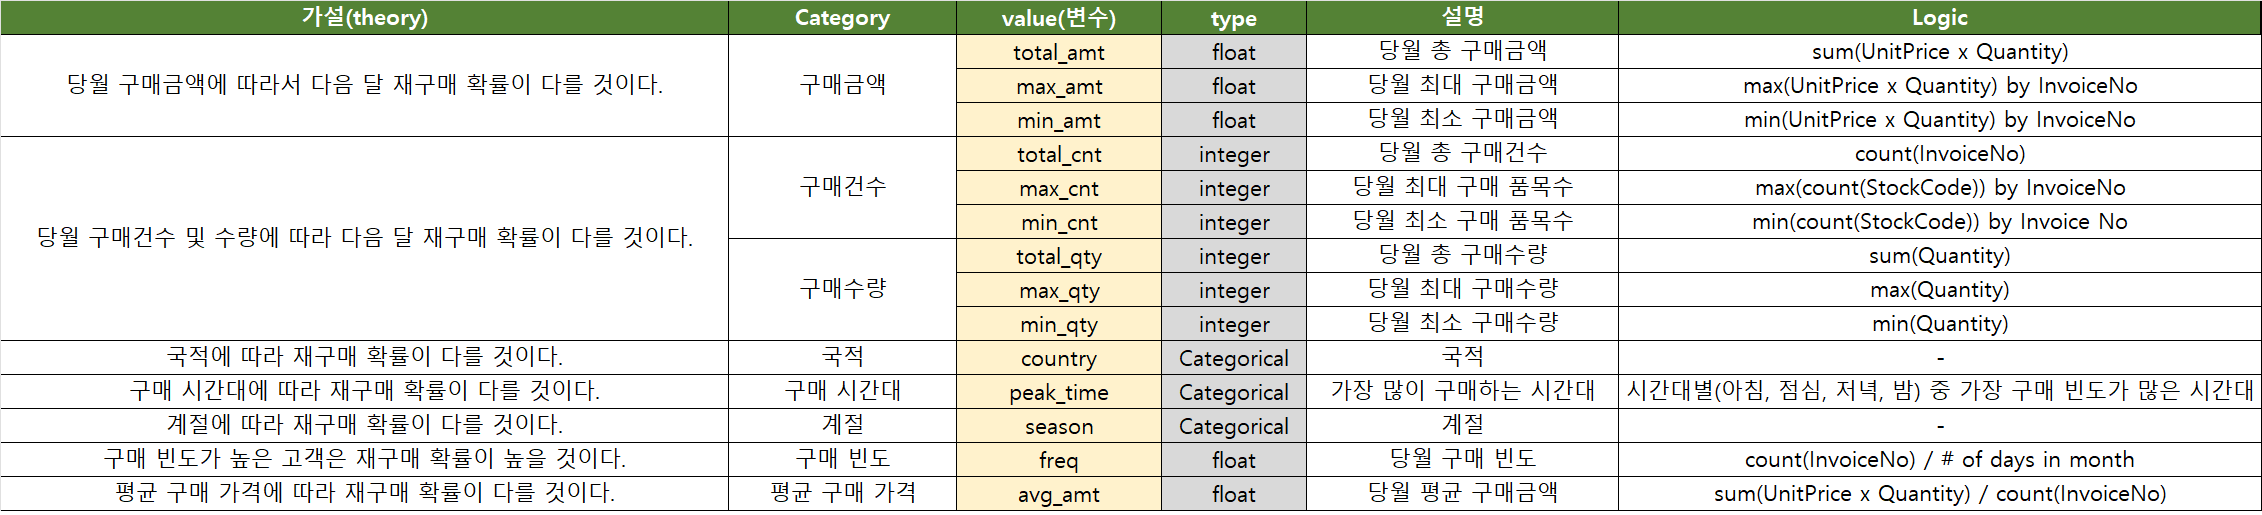 가설(theory) Category value(변수) type 설명 Logic
당월 구매금액에 따라서 다음 달 재구매 확률이 다를 것이다. 구매금액 total_amt float 당월 총 구매금액 sum(UnitPrice x Quantity)
max_amt float 당월 최대 구매금액 max(UnitPrice x Quantity) by InvoiceNo
min_amt float 당월 최소 구매금액 min(UnitPrice x Quantity) by InvoiceNo
당월 구매건수 및 수량에 따라 다음 달 재구매 확률이 다를 것이다. 구매건수 total_cnt integer 당월 총 구매건수 count(InvoiceNo)
max_cnt integer 당월 최대 구매 품목수 max(count(StockCode)) by InvoiceNo
min_cnt integer 당월 최소 구매 품목수 min(count(StockCode)) by Invoice No
구매수량 total_qty integer 당월 총 구매수량 sum(Quantity)
max_qty integer 당월 최대 구매수량 max(Quantity)
min_qty integer 당월 최소 구매수량 min(Quantity)
국적에 따라 재구매 확률이 다를 것이다. 국적 country Categorical 국적 -
구매 시간대에 따라 재구매 확률이 다를 것이다. 구매 시간대 peak_time Categorical 가장 많이 구매하는 시간대 시간대별(아침, 점심, 저녁, 밤) 중 가장 구매 빈도가 많은 시간대
계절에 따라 재구매 확률이 다를 것이다. 계절 season Categorical 계절 -
구매 빈도가 높은 고객은 재구매 확률이 높을 것이다. 구매 빈도 freq float 당월 구매 빈도 count(InvoiceNo) / # of days in month
평균 구매 가격에 따라 재구매 확률이 다를 것이다. 평균 구매 가격 avg_amt float 당월 평균 구매금액 sum(UnitPrice x Quantity) / count(InvoiceNo)